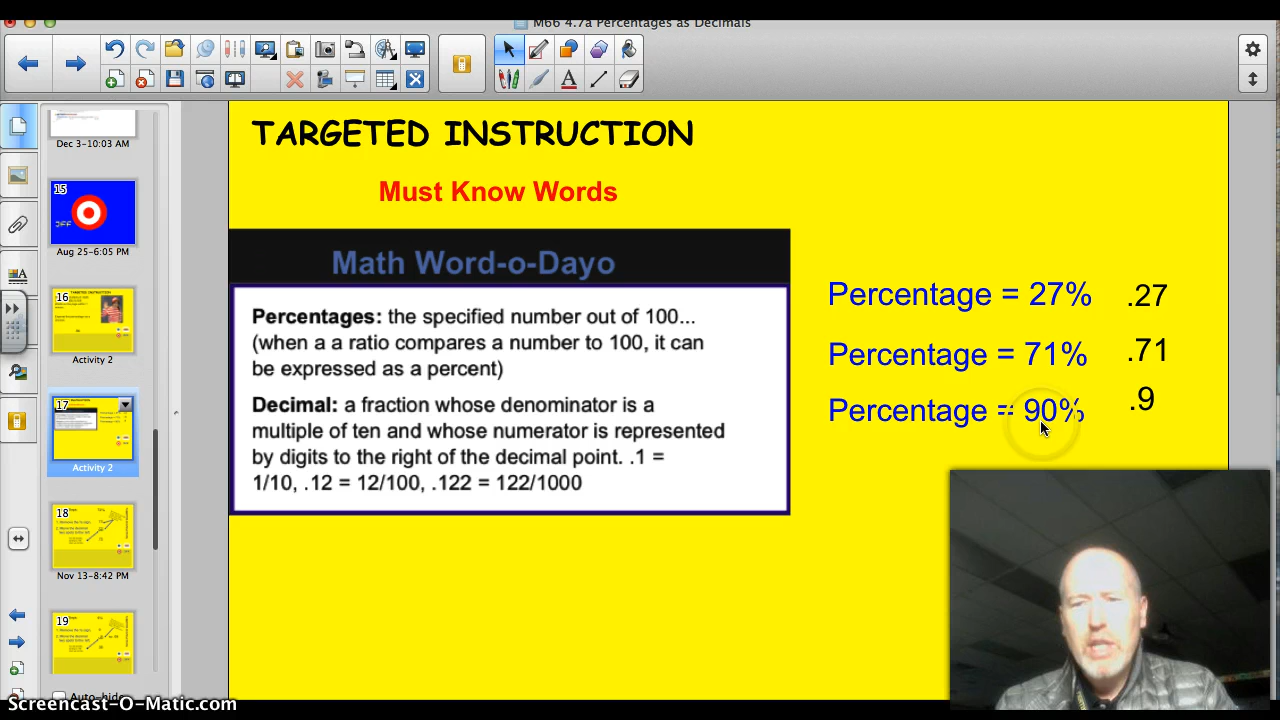 M66 4.7a Percentages as Decimals
TARGETED INSTRUCTION
Must Know Words
Math Word-o-Dayo
Percentages: the specified number out of 100...
(when a a ratio compares a number to 100, it can
be expressed as a percent)
Decimal: a fraction whose denominator is a
multiple of ten and whose numerator is represented
by digits to the right of the decimal point. .1 =
1/10, .12 = 12/100, .122 = 122/1000
Percentage = 27% .27
Percentage = 71% .71
Percentage = 90% .9
Dec 3-10:03 AM
15
Aug 25-6:05 PM
16
TARGETED INSTRUCTION
Activity 2
17
Activity 2
18
Nov 13-8:42 PM
19
Auto-hide
Screencast-O-Matic.com